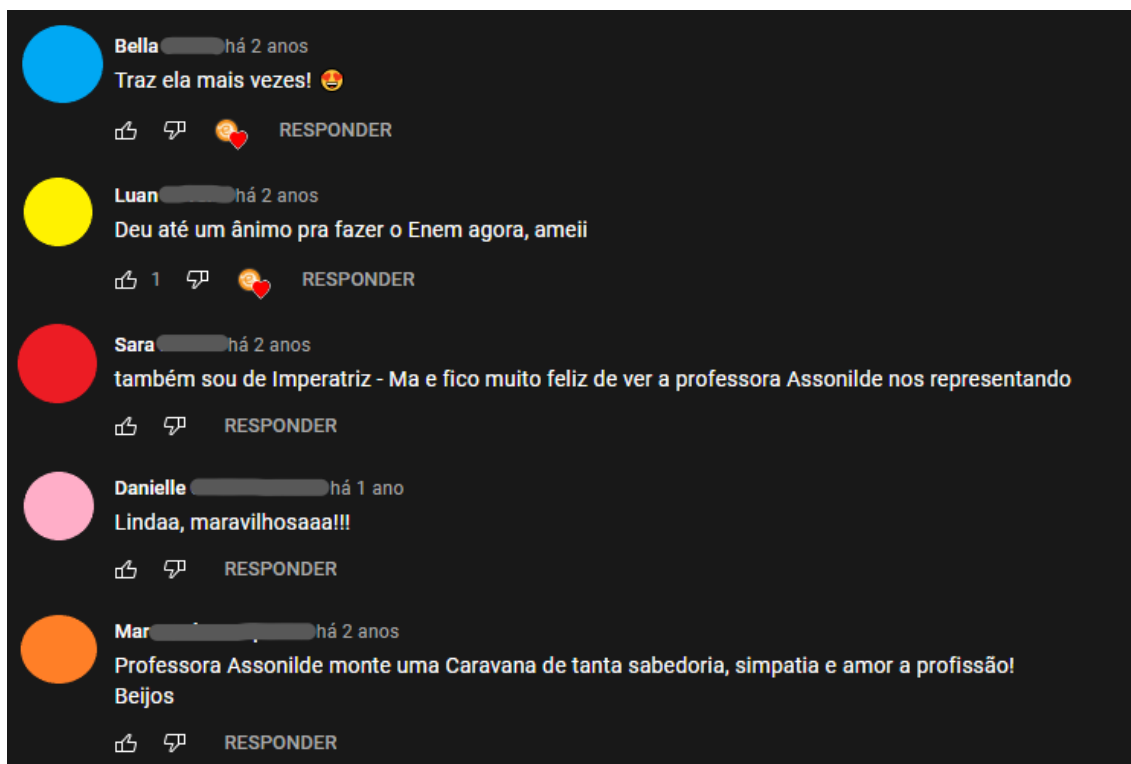 Bella há 2 anos
Traz ela mais vezes! 😍
RESPONDER
Luan há 2 anos
Deu até um ânimo pra fazer o Enem agora, ameii
1 RESPONDER
Sara há 2 anos
também sou de Imperatriz - Ma e fico muito feliz de ver a professora Assonilde nos representando
RESPONDER
Danielle há 1 ano
Lindaa, maravilhosaaa!!!
RESPONDER
Mar há 2 anos
Professora Assonilde monte uma Caravana de tanta sabedoria, simpatia e amor a profissão!
Beijos
RESPONDER